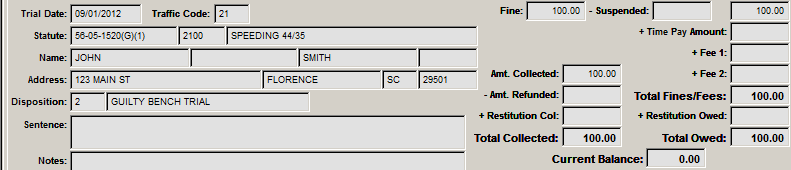 Trial Date: 09/01/2012 Traffic Code: 21 Fine: 100.00 - Suspended: 100.00
Statute: 56-05-1520(G)(1) 2100 SPEEDING 44/35 + Time Pay Amount:
Name: JOHN SMITH + Fee 1:
Address: 123 MAIN ST FLORENCE SC 29501 Amt. Collected: 100.00 + Fee 2:
Disposition: 2 GUILTY BENCH TRIAL - Amt. Refunded: Total Fines/Fees: 100.00
Sentence: + Restitution Col: + Restitution Owed:
Total Collected: 100.00 Total Owed: 100.00
Notes: Current Balance: 0.00